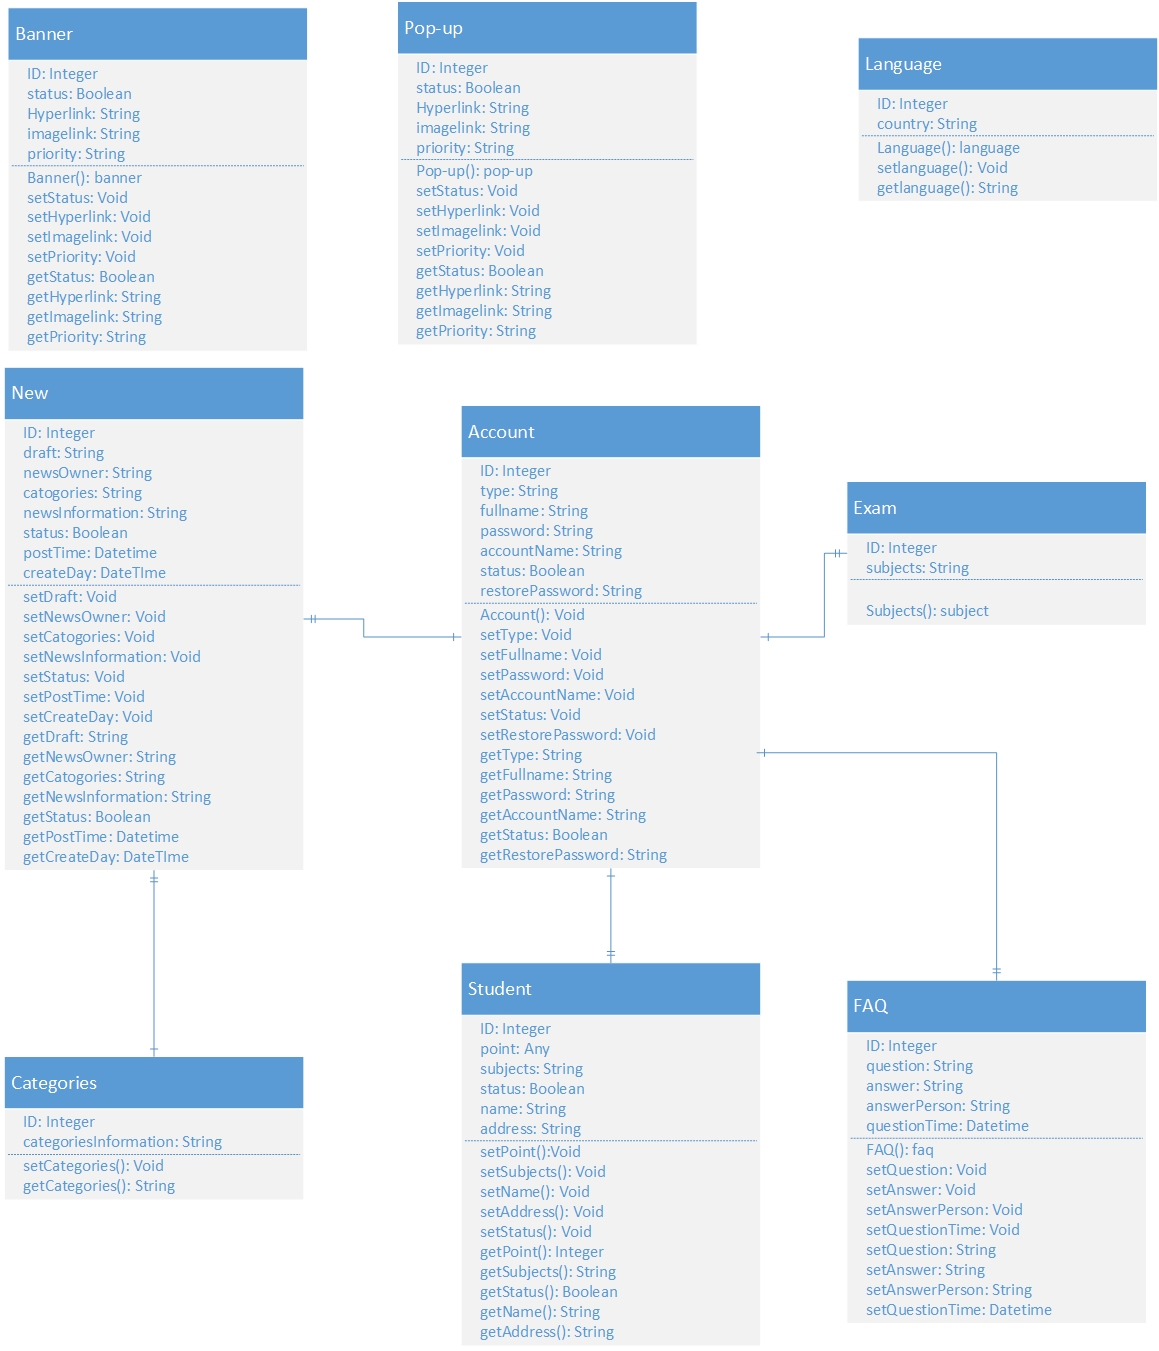 Banner
ID: Integer
status: Boolean
Hyperlink: String
imagelink: String
priority: String
Banner(): banner
setStatus: Void
setHyperlink: Void
setImagelink: Void
setPriority: Void
getStatus: Boolean
getHyperlink: String
getImagelink: String
getPriority: String
Pop-up
ID: Integer
status: Boolean
Hyperlink: String
imagelink: String
priority: String
Pop-up(): pop-up
setStatus: Void
setHyperlink: Void
setImagelink: Void
setPriority: Void
getStatus: Boolean
getHyperlink: String
getImagelink: String
getPriority: String
Language
ID: Integer
country: String
Language(): language
setlanguage(): Void
getlanguage(): String
New
ID: Integer
draft: String
newsOwner: String
catogories: String
newsInformation: String
status: Boolean
postTime: Datetime
createDay: DateTIme
setDraft: Void
setNewsOwner: Void
setCatogories: Void
setNewsInformation: Void
setStatus: Void
setPostTime: Void
setCreateDay: Void
getDraft: String
getNewsOwner: String
getCatogories: String
getNewsInformation: String
getStatus: Boolean
getPostTime: Datetime
getCreateDay: DateTIme
Account
ID: Integer
type: String
fullname: String
password: String
accountName: String
status: Boolean
restorePassword: String
Account(): Void
setType: Void
setFullname: Void
setPassword: Void
setAccountName: Void
setStatus: Void
setRestorePassword: Void
getType: String
getFullname: String
getPassword: String
getAccountName: String
getStatus: Boolean
getRestorePassword: String
Exam
ID: Integer
subjects: String
Subjects(): subject
Categories
ID: Integer
categoriesInformation: String
setCategories(): Void
getCategories(): String
Student
ID: Integer
point: Any
subjects: String
status: Boolean
name: String
address: String
setPoint():Void
setSubjects(): Void
setName(): Void
setAddress(): Void
setStatus(): Void
getPoint(): Integer
getSubjects(): String
getStatus(): Boolean
getName(): String
getAddress(): String
FAQ
ID: Integer
question: String
answer: String
answerPerson: String
questionTime: Datetime
FAQ(): faq
setQuestion: Void
setAnswer: Void
setAnswerPerson: Void
setQuestionTime: Void
setQuestion: String
setAnswer: String
setAnswerPerson: String
setQuestionTime: Datetime